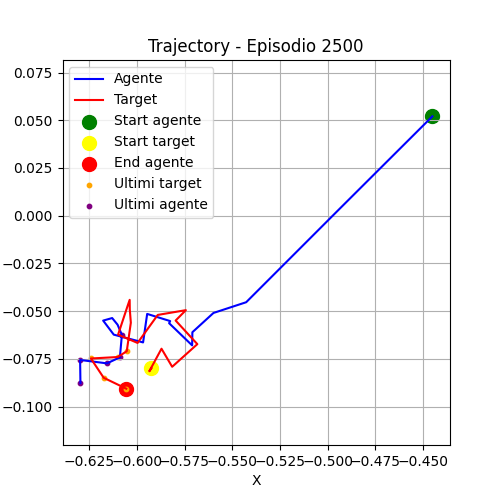 Trajectory - Episodio 2500
Agente
Target
Start agente
Start target
End agente
Ultimi target
Ultimi agente
0.075
0.050
0.025
0.000
−0.025
−0.050
−0.075
−0.100
−0.625 −0.600 −0.575 −0.550 −0.525 −0.500 −0.475 −0.450
X